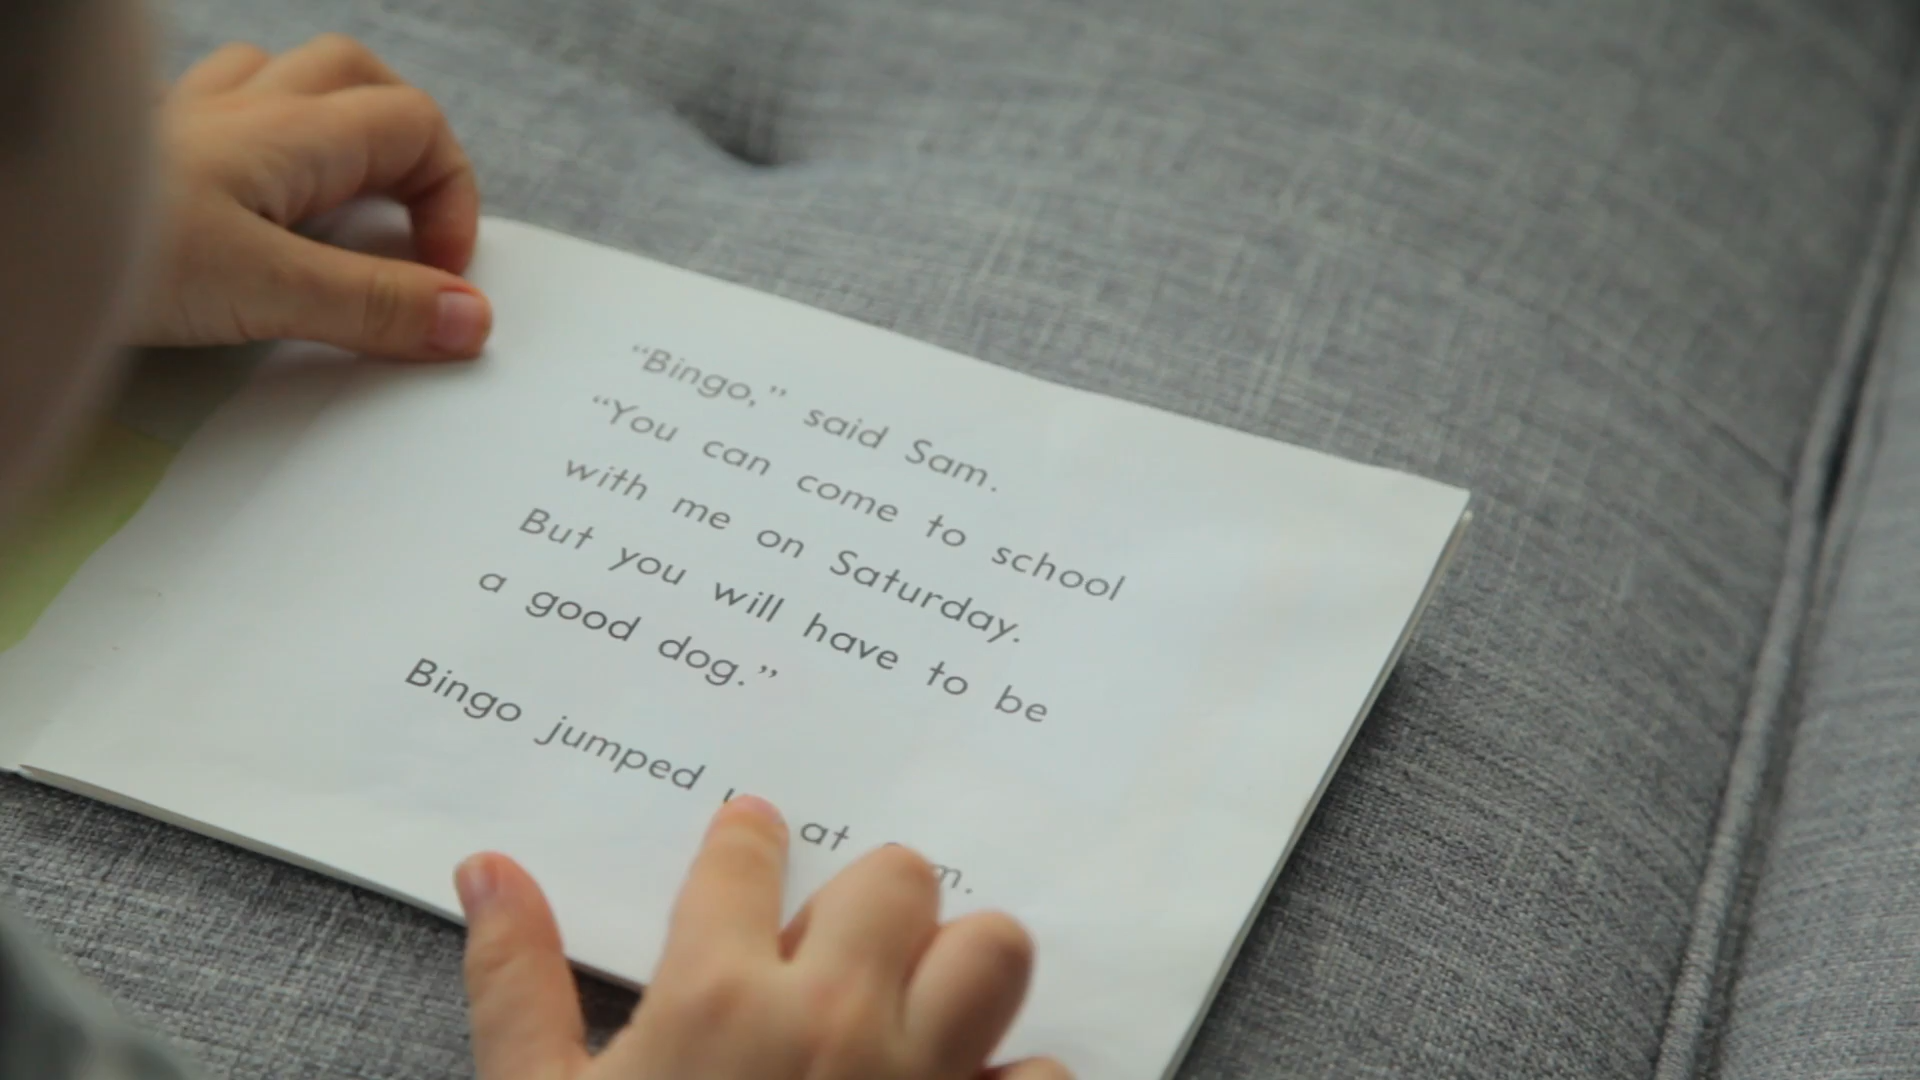 “Bingo,” said Sam.
“You can come to school
with me on Saturday.
But you will have to be
a good dog.”
Bingo jumped at